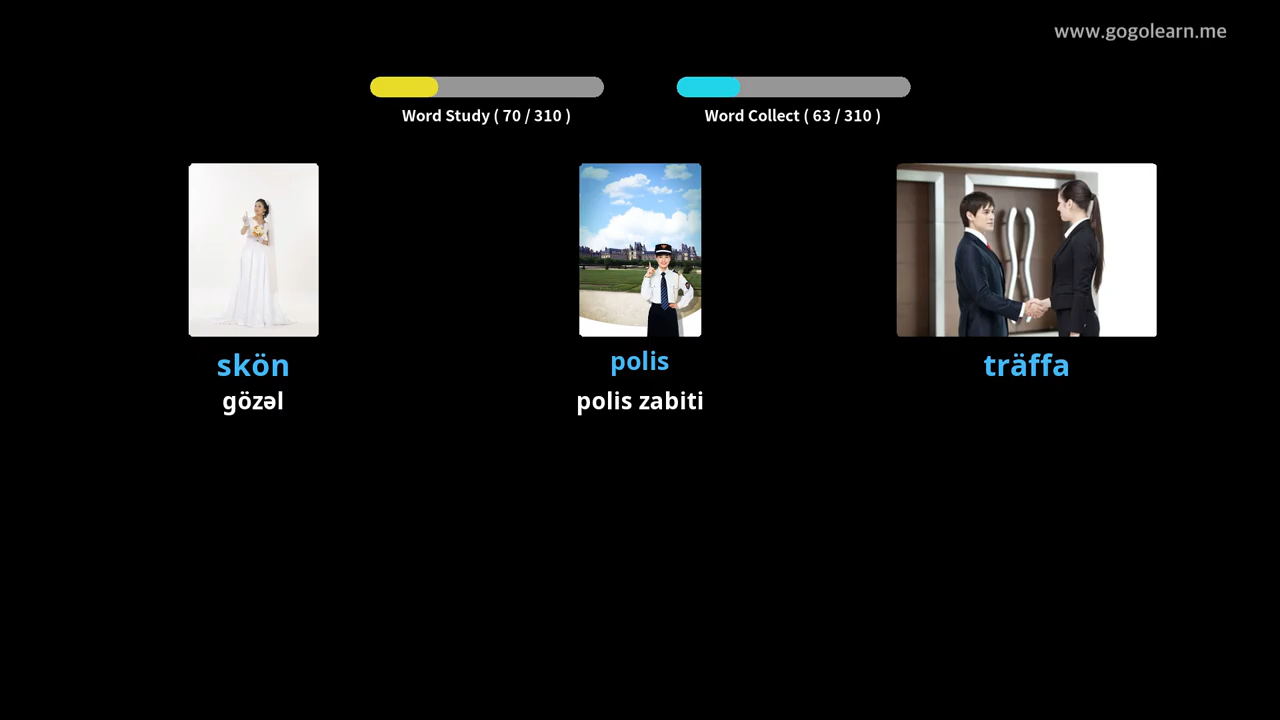 www.gogolearn.me
Word Study ( 70 / 310 )
Word Collect ( 63 / 310 )
skön
polis
träffa
gözəl
polis zabiti